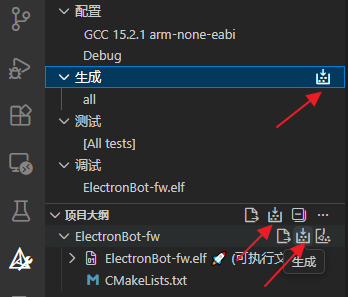 配置
GCC 15.2.1 arm-none-eabi
Debug
生成
all
测试
[All tests]
调试
ElectronBot-fw.elf
项目大纲
ElectronBot-fw
ElectronBot-fw.elf 🚀 (可执行文
生成
CMakeLists.txt